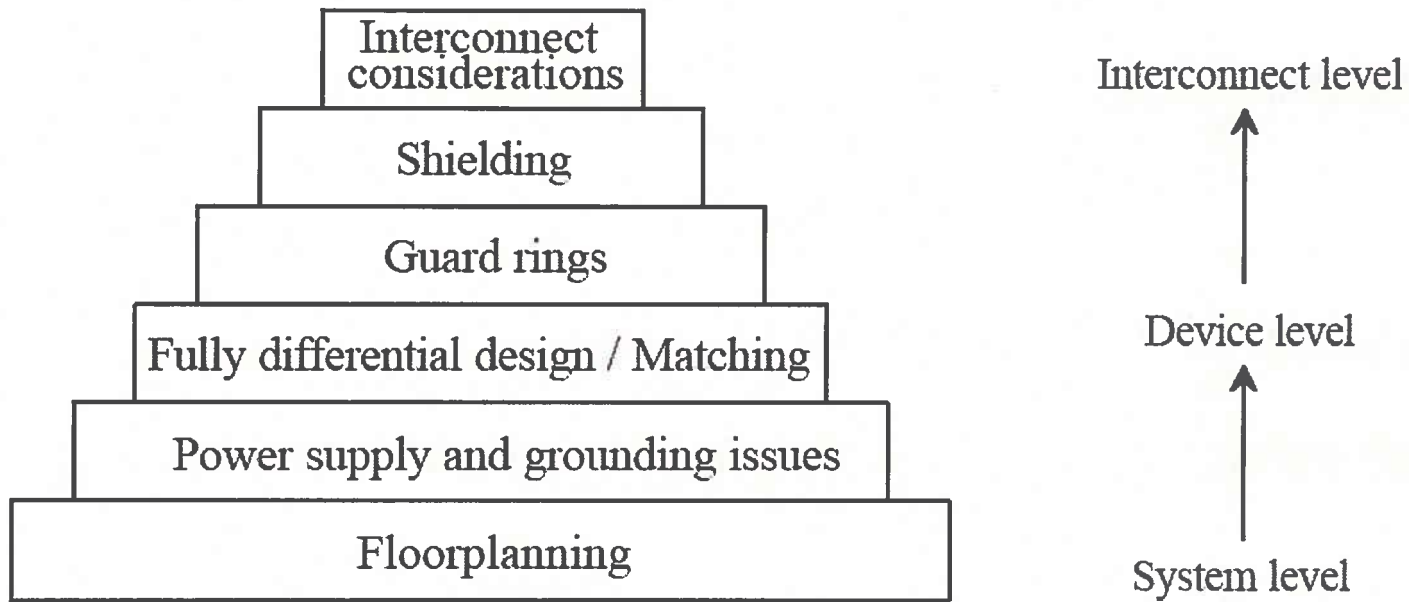 Interconnect
considerations
Interconnect level
Shielding
Guard rings
Device level
Fully differential design / Matching
Power supply and grounding issues
Floorplanning
System level